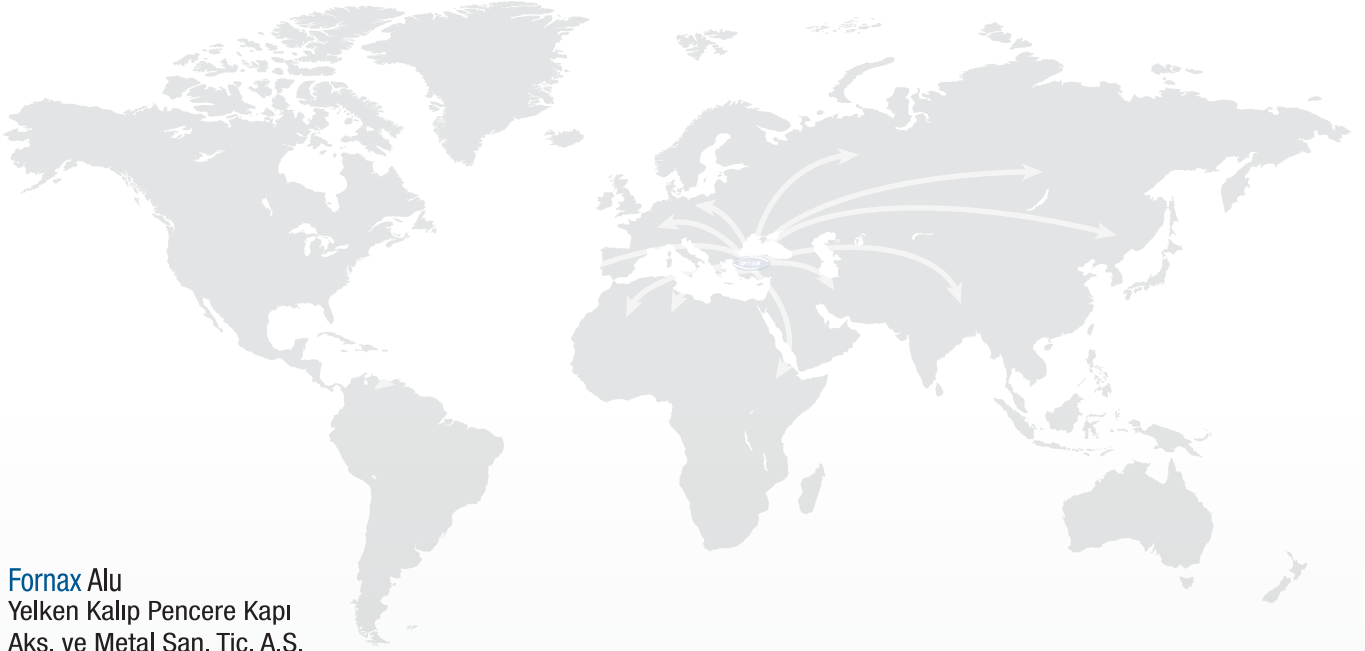 Fornax Alu
Yelken Kalıp Pencere Kapı
Aks. ve Metal San. Tic. A.Ş.